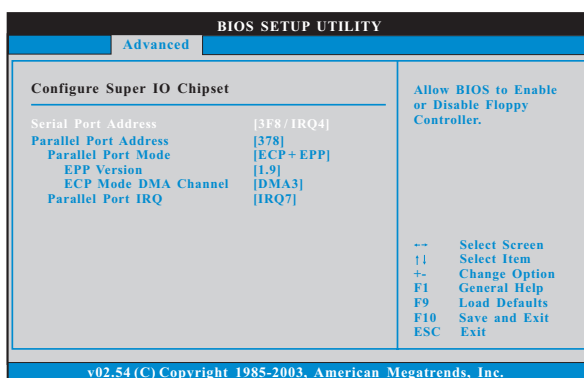 BIOS SETUP UTILITY
Advanced
Configure Super IO Chipset
Serial Port Address [3F8 / IRQ4]
Parallel Port Address [378]
Parallel Port Mode [ECP + EPP]
EPP Version [1.9]
ECP Mode DMA Channel [DMA3]
Parallel Port IRQ [IRQ7]
Allow BIOS to Enable
or Disable Floppy
Controller.
←→ Select Screen
↑↓ Select Item
+- Change Option
F1 General Help
F9 Load Defaults
F10 Save and Exit
ESC Exit
v02.54 (C) Copyright 1985-2003, American Megatrends, Inc.